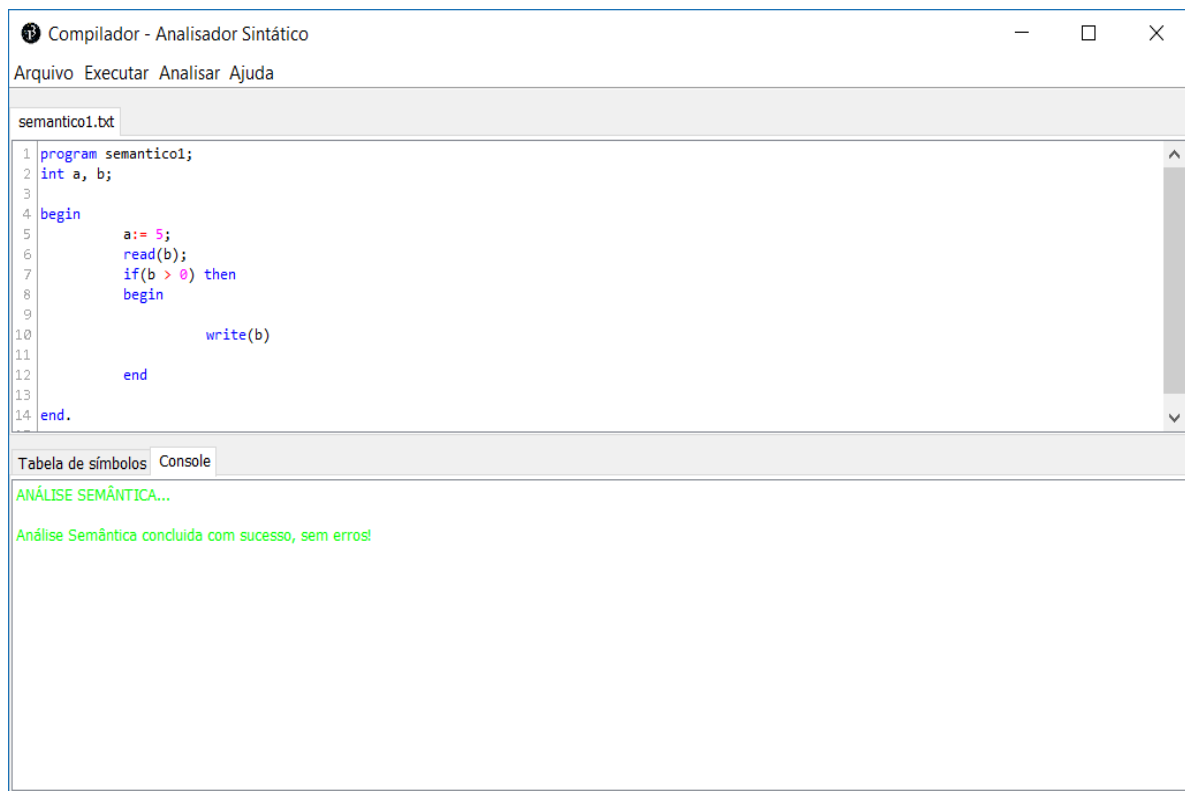 Compilador - Analisador Sintático
Arquivo Executar Analisar Ajuda
semantico1.txt
1 program semantico1;
2 int a, b;
3
4 begin
5 a:= 5;
6 read(b);
7 if(b > 0) then
8 begin
9
10 write(b)
11
12 end
13
14 end.
Tabela de símbolos Console
ANÁLISE SEMÂNTICA...
Análise Semântica concluida com sucesso, sem erros!